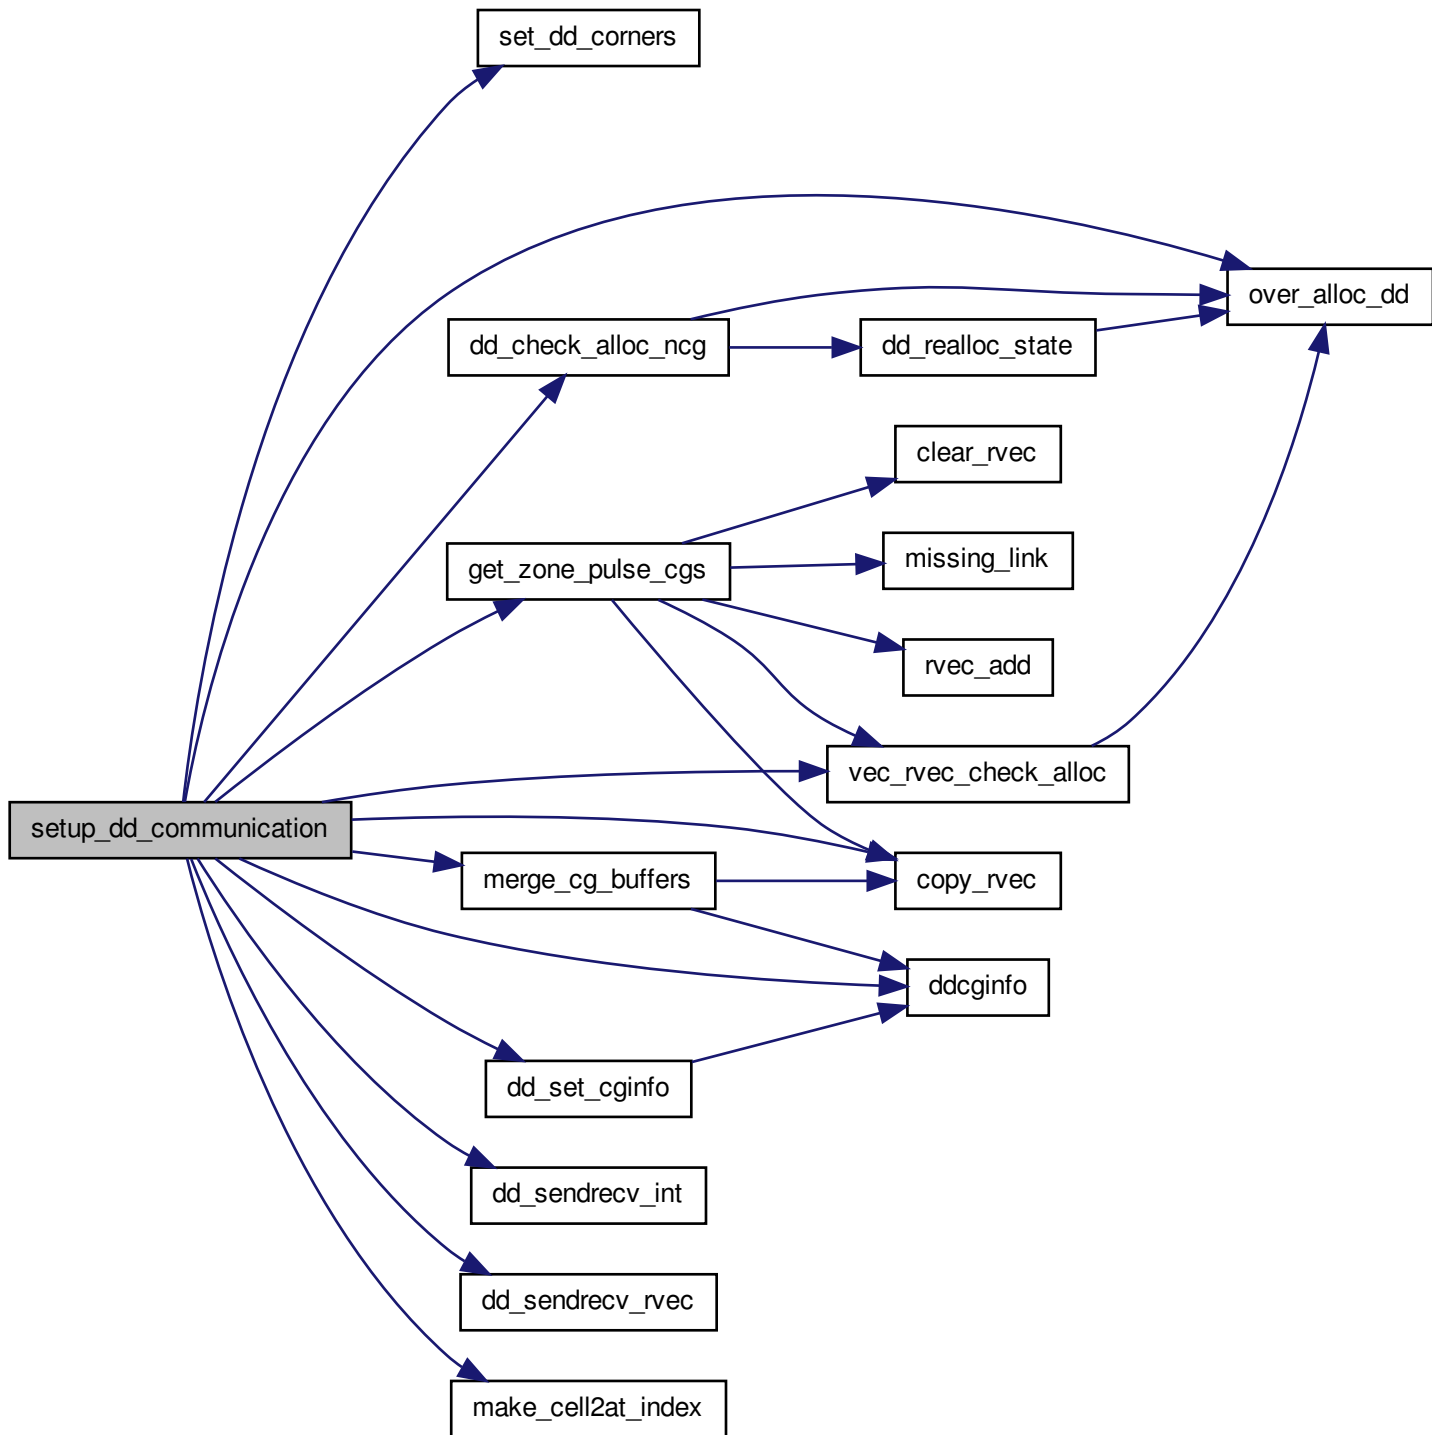 set_dd_corners
over_alloc_dd
dd_check_alloc_ncg
dd_realloc_state
clear_rvec
missing_link
get_zone_pulse_cgs
rvec_add
vec_rvec_check_alloc
setup_dd_communication
merge_cg_buffers
copy_rvec
ddcginfo
dd_set_cginfo
dd_sendrecv_int
dd_sendrecv_rvec
make_cell2at_index